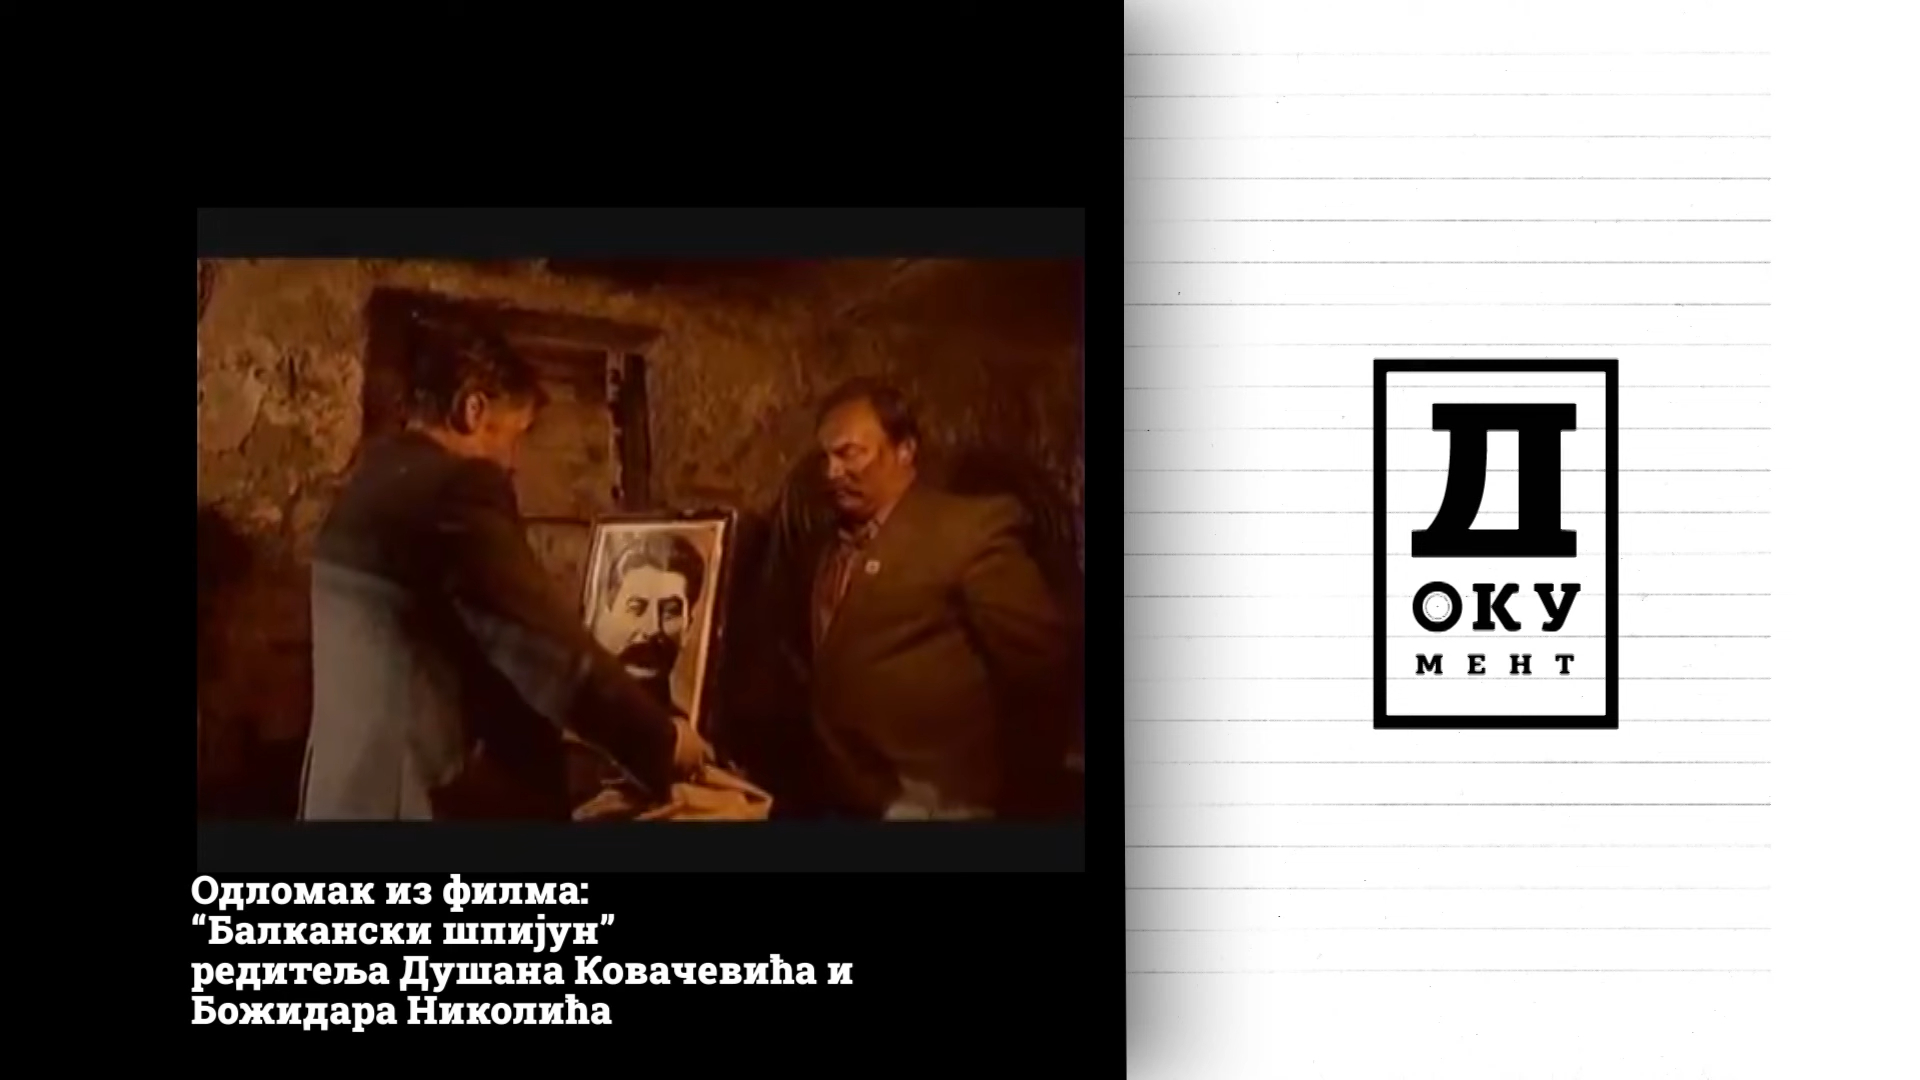 Одломак из филма:
“Балкански шпијун”
редитеља Душана Ковачевића и
Божидара Николића
Д
ОКУ
МЕНТ